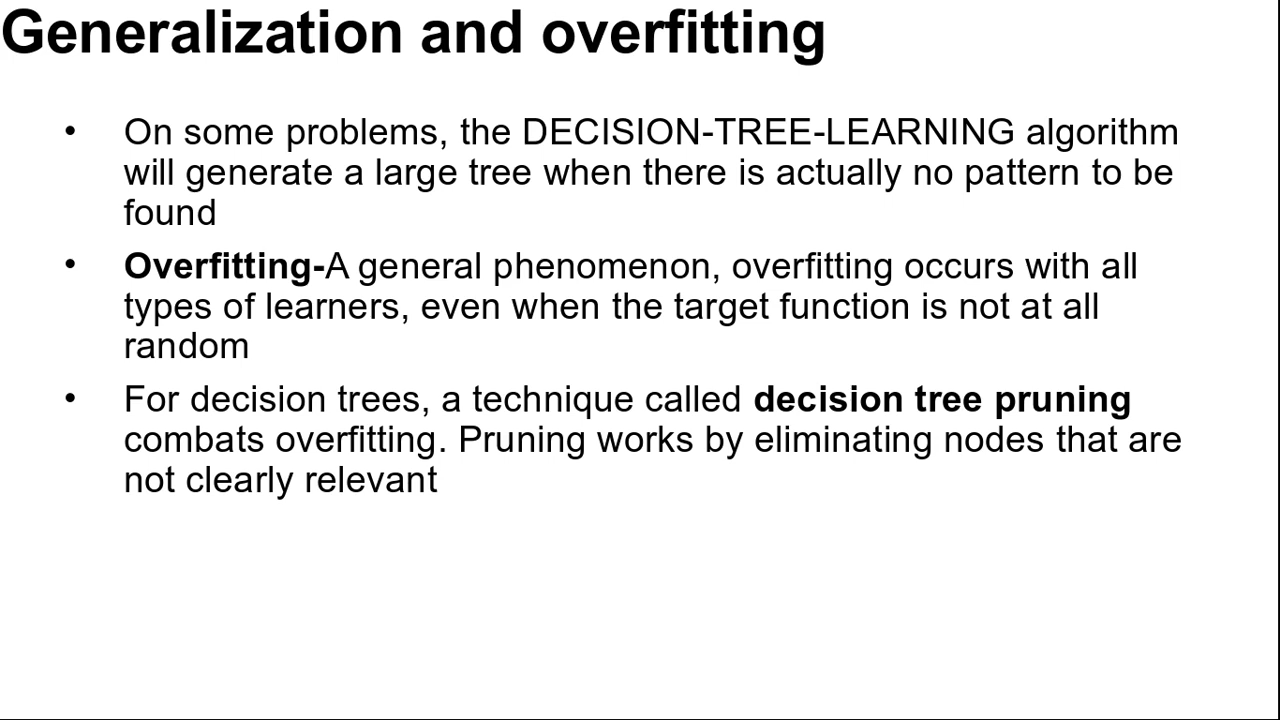 Generalization and overfitting
• On some problems, the DECISION-TREE-LEARNING algorithm
will generate a large tree when there is actually no pattern to be
found
• Overfitting-A general phenomenon, overfitting occurs with all
types of learners, even when the target function is not at all
random
• For decision trees, a technique called decision tree pruning
combats overfitting. Pruning works by eliminating nodes that are
not clearly relevant